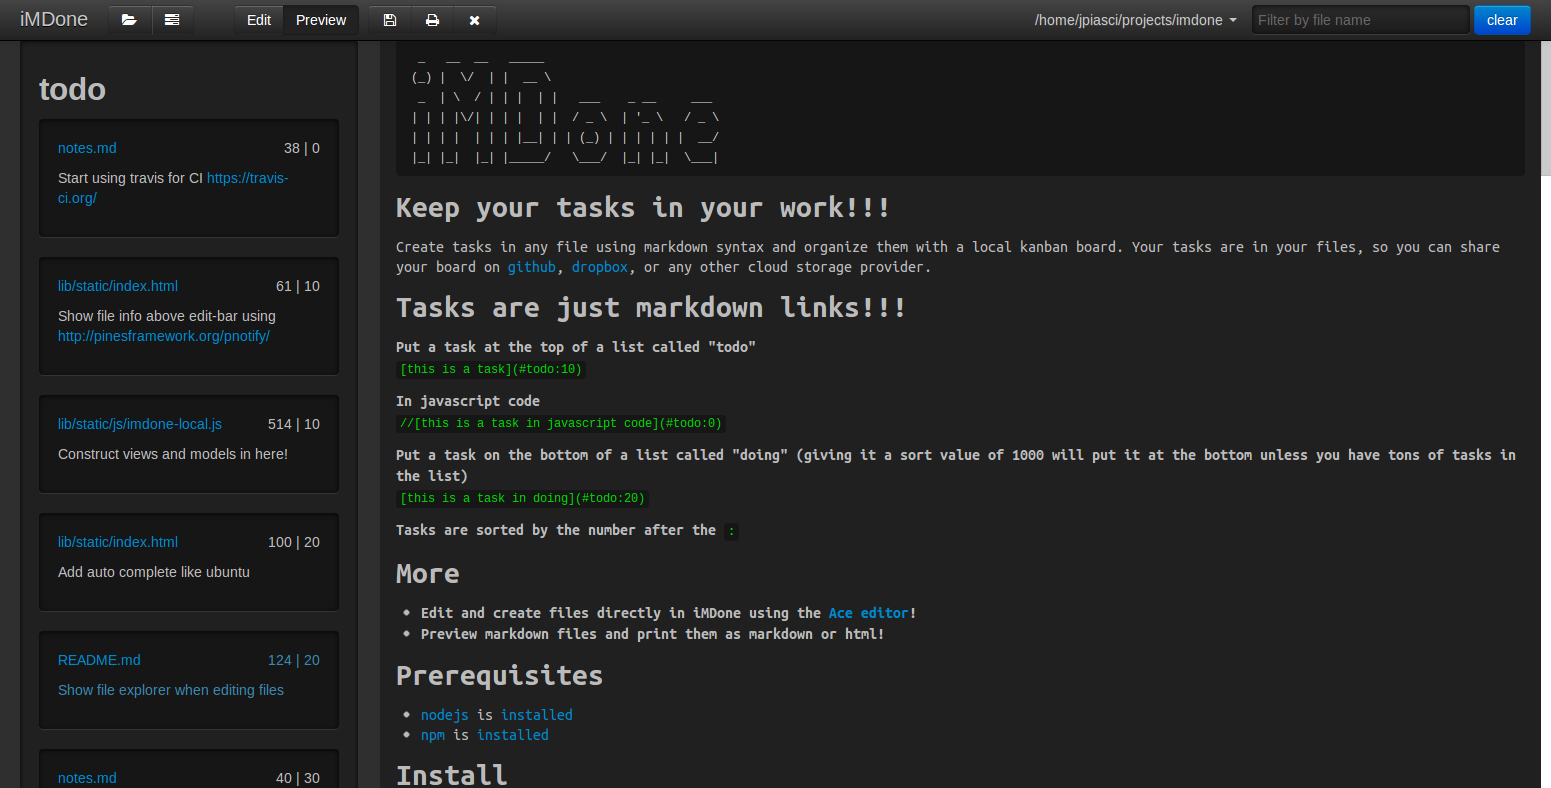 iMDone
Edit
Preview
/home/jpiasci/projects/imdone
Filter by file name
clear
todo
notes.md
38 | 0
Start using travis for CI https://travis-
ci.org/
lib/static/index.html
61 | 10
Show file info above edit-bar using
http://pinesframework.org/pnotify/
lib/static/js/imdone-local.js
514 | 10
Construct views and models in here!
lib/static/index.html
100 | 20
Add auto complete like ubuntu
README.md
124 | 20
Show file explorer when editing files
notes.md
40 | 30
 _   __  __   _____
(_) |  \/  | |  __ \
 _  | \  / | | |  | |   ___    _ __     ___
| | | |\/| | | |  | |  / _ \  | '_ \   / _ \
| | | |  | | | |__| | | (_) | | | | | |  __/
|_| |_|  |_| |_____/   \___/  |_| |_|  \___|
Keep your tasks in your work!!!
Create tasks in any file using markdown syntax and organize them with a local kanban board. Your tasks are in your files, so you can share
your board on github, dropbox, or any other cloud storage provider.
Tasks are just markdown links!!!
Put a task at the top of a list called "todo"
[this is a task](#todo:10)
In javascript code
//[this is a task in javascript code](#todo:0)
Put a task on the bottom of a list called "doing" (giving it a sort value of 1000 will put it at the bottom unless you have tons of tasks in
the list)
[this is a task in doing](#todo:20)
Tasks are sorted by the number after the :
More
• Edit and create files directly in iMDone using the Ace editor!
• Preview markdown files and print them as markdown or html!
Prerequisites
• nodejs is installed
• npm is installed
Install